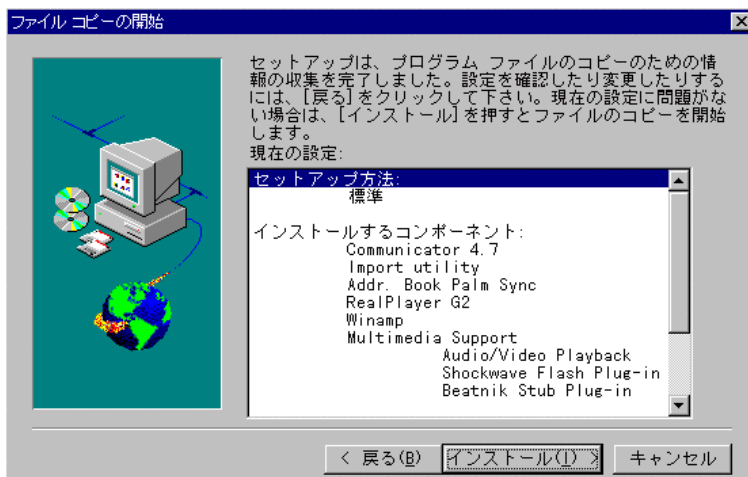 ファイル コピーの開始
セットアップは、プログラム ファイルのコピーのための情
報の収集を完了しました。設定を確認したり変更したりする
には、[戻る]をクリックして下さい。現在の設定に問題がな
い場合は、[インストール]を押すとファイルのコピーを開始
します。
現在の設定:
セットアップ方法:
標準
インストールするコンポーネント:
Communicator 4.7
Import utility
Addr. Book Palm Sync
RealPlayer G2
Winamp
Multimedia Support
Audio/Video Playback
Shockwave Flash Plug-in
Beatnik Stub Plug-in
< 戻る(B) インストール(I) > キャンセル